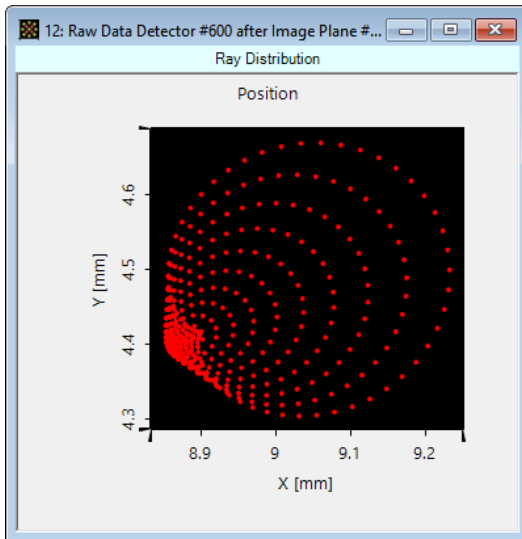 12: Raw Data Detector #600 after Image Plane #...
Ray Distribution
Position
4.6
4.5
4.4
4.3
Y [mm]
8.9 9 9.1 9.2
X [mm]